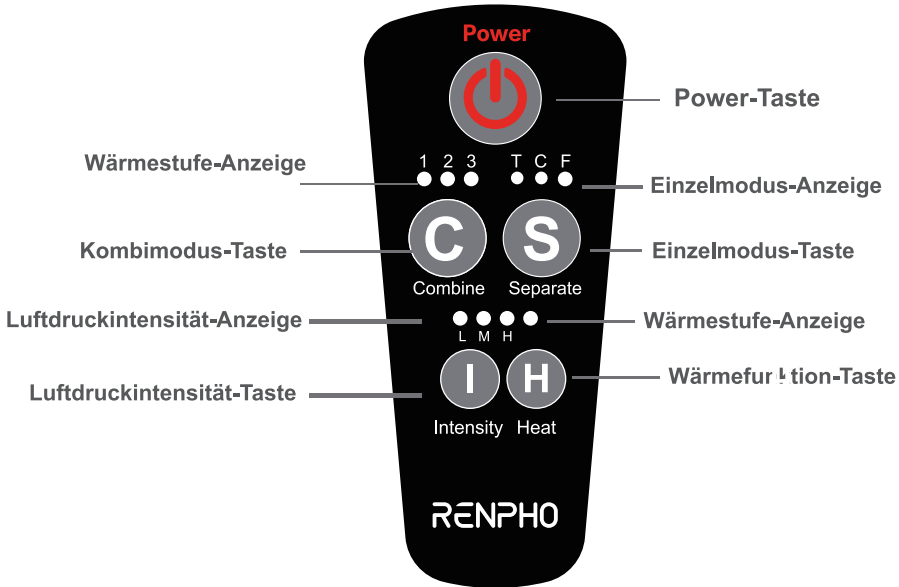 Power
Power-Taste
Wärmestufe-Anzeige
1 2 3
T C F
Einzelmodus-Anzeige
Kombimodus-Taste
C
S
Einzelmodus-Taste
Combine
Separate
Luftdruckintensität-Anzeige
L M H
Wärmestufe-Anzeige
Luftdruckintensität-Taste
I
H
Intensity
Heat
RENPHO